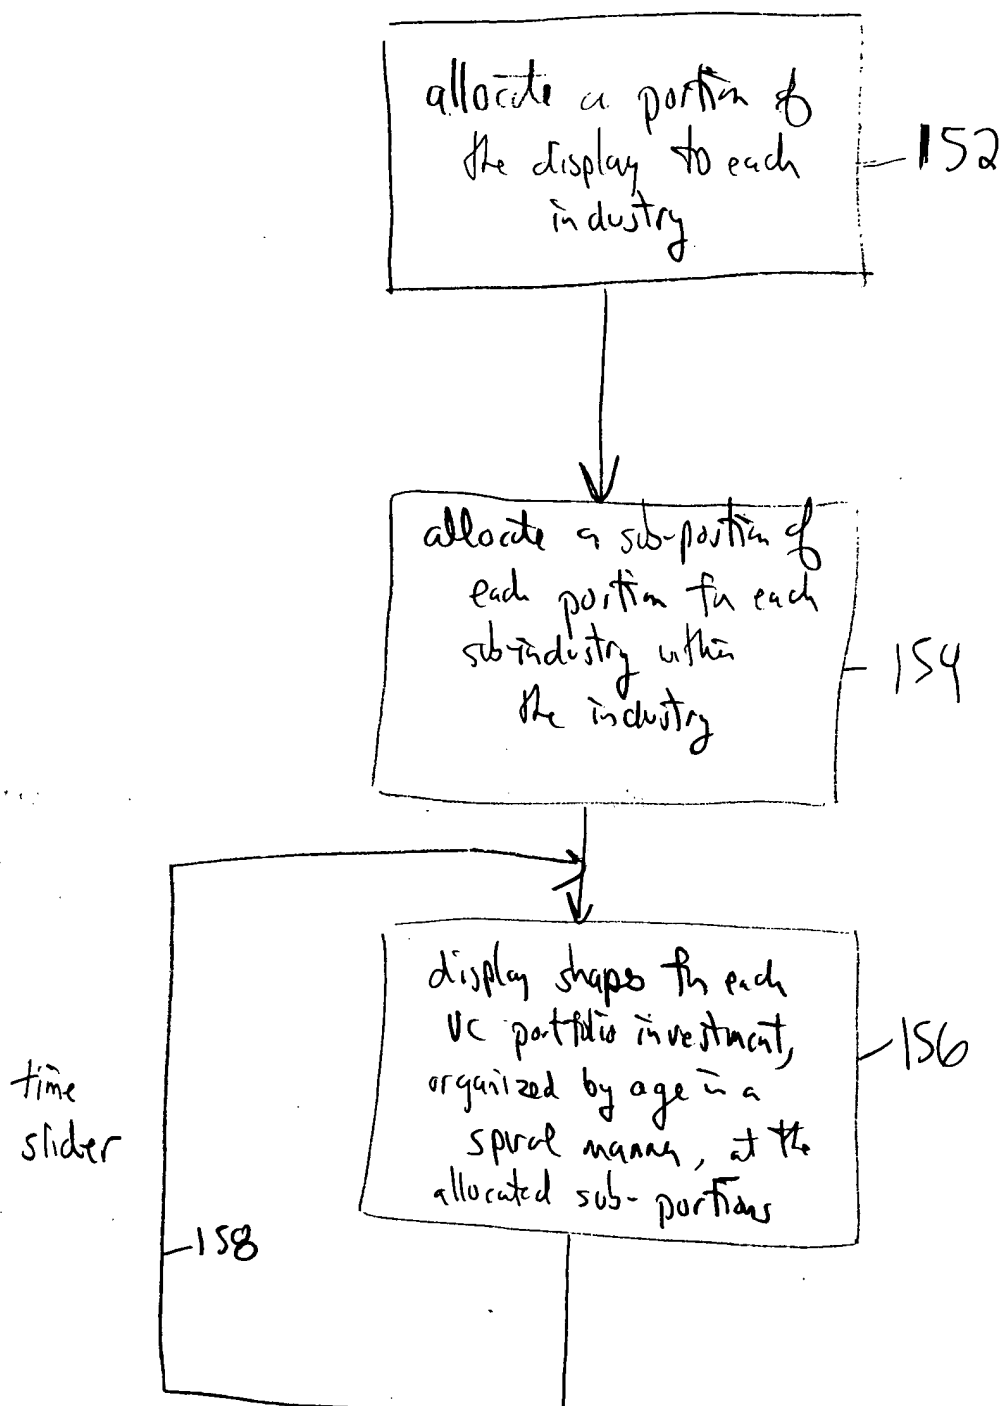 allocate a portion of
the display to each
industry
152
allocate a sub-portion of
each portion for each
sub-industry within
the industry
154
display shapes for each
VC portfolio investment,
organized by age in a
spiral manner, at the
allocated sub-portions
156
time
slider
158